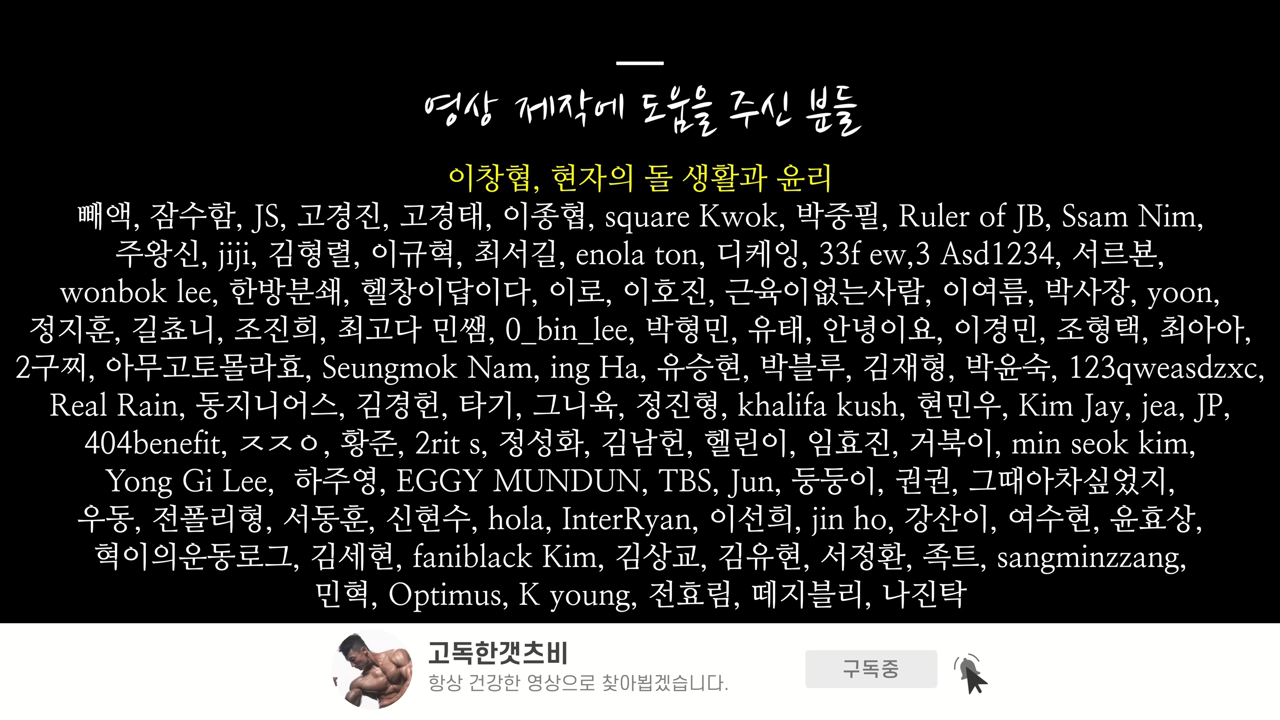 영상 제작에 도움을 주신 분들
이창협, 현자의 돌 생활과 윤리
빼액, 잠수함, JS, 고경진, 고경태, 이종협, square Kwok, 박중필, Ruler of JB, Ssam Nim,
주왕신, jiji, 김형렬, 이규혁, 최서길, enola ton, 디케잉, 33f ew,3 Asd1234, 서르뵨,
wonbok lee, 한방분쇄, 헬창이답이다, 이로, 이호진, 근육이없는사람, 이여름, 박사장, yoon,
정지훈, 길쵸니, 조진희, 최고다 민쌤, 0_bin_lee, 박형민, 유태, 안녕이요, 이경민, 조형택, 최아아,
2구찌, 아무고토몰라효, Seungmok Nam, ing Ha, 유승현, 박블루, 김재형, 박윤숙, 123qweasdzxc,
Real Rain, 동지니어스, 김경헌, 타기, 그니육, 정진형, khalifa kush, 현민우, Kim Jay, jea, JP,
404benefit, ㅈㅈㅇ, 황준, 2rit s, 정성화, 김남헌, 헬린이, 임효진, 거북이, min seok kim,
Yong Gi Lee, 하주영, EGGY MUNDUN, TBS, Jun, 둥둥이, 권권, 그때아차싶었지,
우동, 전폴리형, 서동훈, 신현수, hola, InterRyan, 이선희, jin ho, 강산이, 여수현, 윤효상,
혁이의운동로그, 김세현, faniblack Kim, 김상교, 김유현, 서정환, 족트, sangminzzang,
민혁, Optimus, K young, 전효림, 떼지블리, 나진탁
고독한갯츠비
항상 건강한 영상으로 찾아뵙겠습니다.
구독중